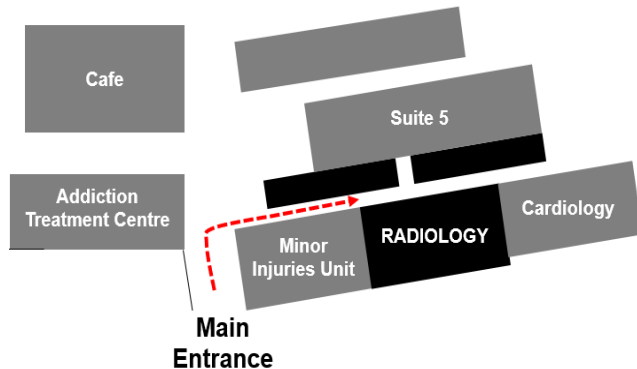 Cafe
Suite 5
Addiction
Treatment Centre
Cardiology
RADIOLOGY
Minor
Injuries Unit
Main
Entrance